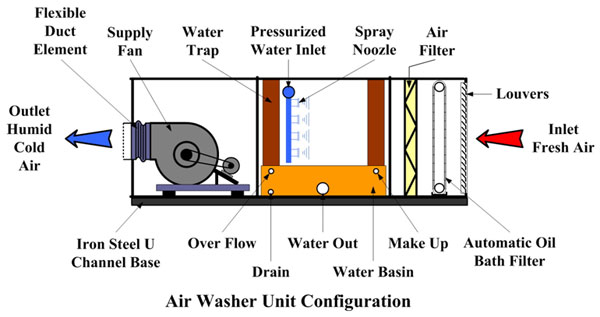 Flexible
Duct
Element
Supply
Fan
Water
Trap
Pressurized
Water Inlet
Spray
Noozle
Air
Filter
Louvers
Outlet
Humid
Cold
Air
Inlet
Fresh Air
Iron Steel U
Channel Base
Over Flow
Drain
Water Out
Water Basin
Make Up
Automatic Oil
Bath Filter
Air Washer Unit Configuration